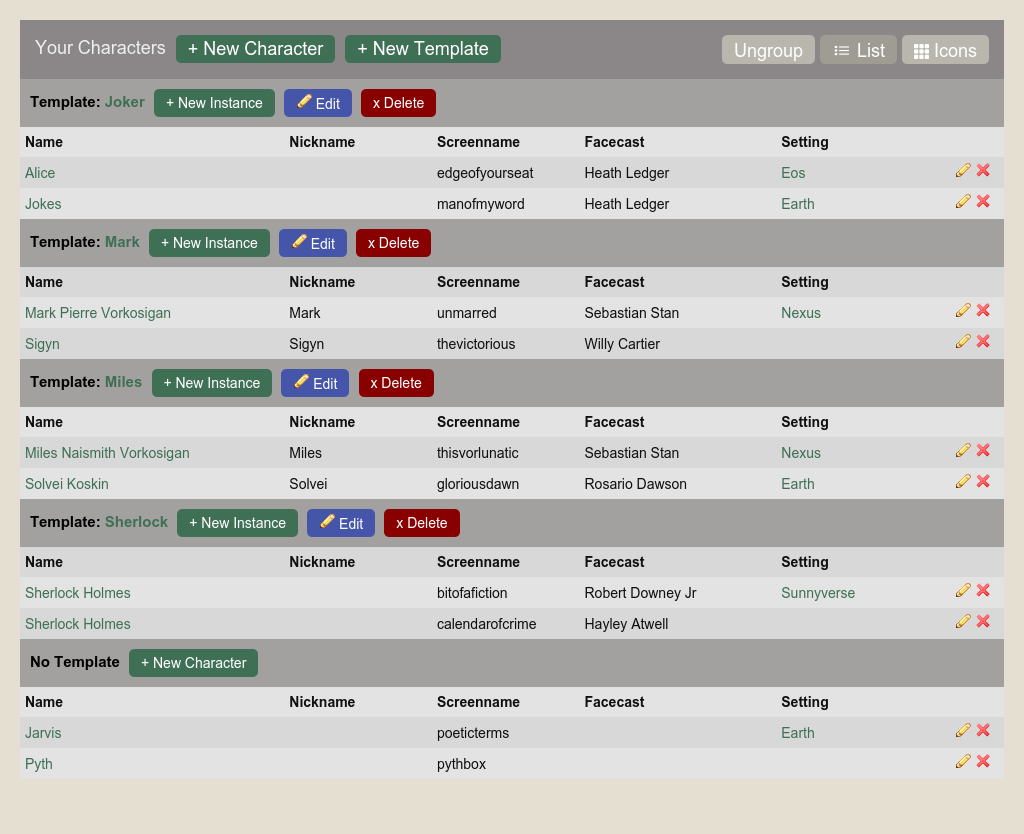 Your Characters + New Character + New Template Ungroup List Icons
Template: Joker + New Instance Edit x Delete
Name Nickname Screenname Facecast Setting
Alice edgeofyourseat Heath Ledger Eos
Jokes manofmyword Heath Ledger Earth
Template: Mark + New Instance Edit x Delete
Name Nickname Screenname Facecast Setting
Mark Pierre Vorkosigan Mark unmarred Sebastian Stan Nexus
Sigyn Sigyn thevictorious Willy Cartier
Template: Miles + New Instance Edit x Delete
Name Nickname Screenname Facecast Setting
Miles Naismith Vorkosigan Miles thisvorlunatic Sebastian Stan Nexus
Solvei Koskin Solvei gloriousdawn Rosario Dawson Earth
Template: Sherlock + New Instance Edit x Delete
Name Nickname Screenname Facecast Setting
Sherlock Holmes bitofafiction Robert Downey Jr Sunnyverse
Sherlock Holmes calendarofcrime Hayley Atwell
No Template + New Character
Name Nickname Screenname Facecast Setting
Jarvis poeticterms Earth
Pyth pythbox